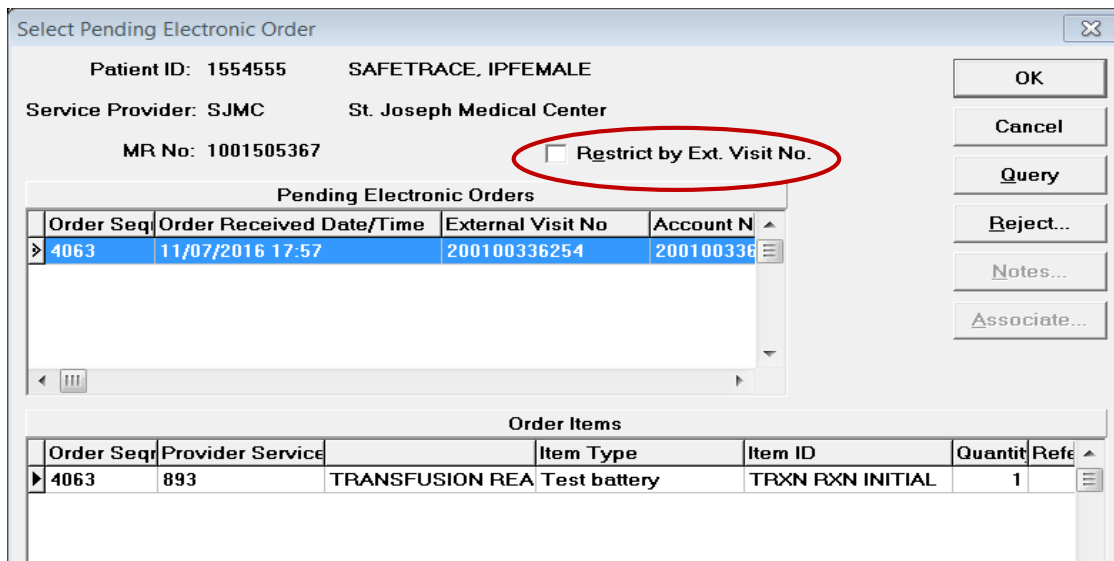 Select Pending Electronic Order
Patient ID: 1554555 SAFETRACE, IPFEMALE
OK
Service Provider: SJMC St. Joseph Medical Center
Cancel
MR No: 1001505367 Restrict by Ext. Visit No.
Query
Pending Electronic Orders
Order Seq Order Received Date/Time External Visit No Account N
Reject...
4063 11/07/2016 17:57 200100336254 200100336
Notes...
Associate...
Order Items
Order Seqr Provider Service Item Type Item ID Quantit Refe
4063 893 TRANSFUSION REA Test battery TRXN RXN INITIAL 1